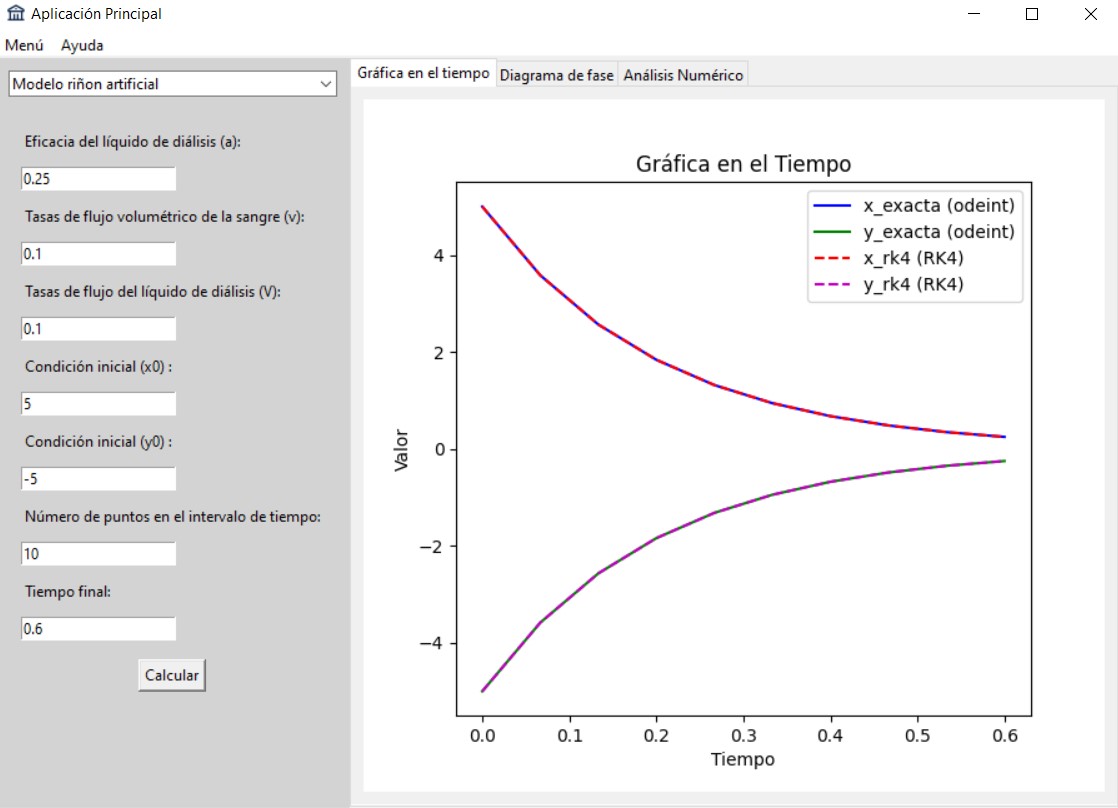 Aplicación Principal
Menú Ayuda
Modelo riñon artificial
Eficacia del líquido de diálisis (a):
0.25
Tasas de flujo volumétrico de la sangre (v):
0.1
Tasas de flujo del líquido de diálisis (V):
0.1
Condición inicial (x0) :
5
Condición inicial (y0) :
-5
Número de puntos en el intervalo de tiempo:
10
Tiempo final:
0.6
Calcular
Gráfica en el tiempo Diagrama de fase Análisis Numérico
Gráfica en el Tiempo
x_exacta (odeint)
y_exacta (odeint)
x_rk4 (RK4)
y_rk4 (RK4)
Valor
4
2
0
−2
−4
0.0 0.1 0.2 0.3 0.4 0.5 0.6
Tiempo